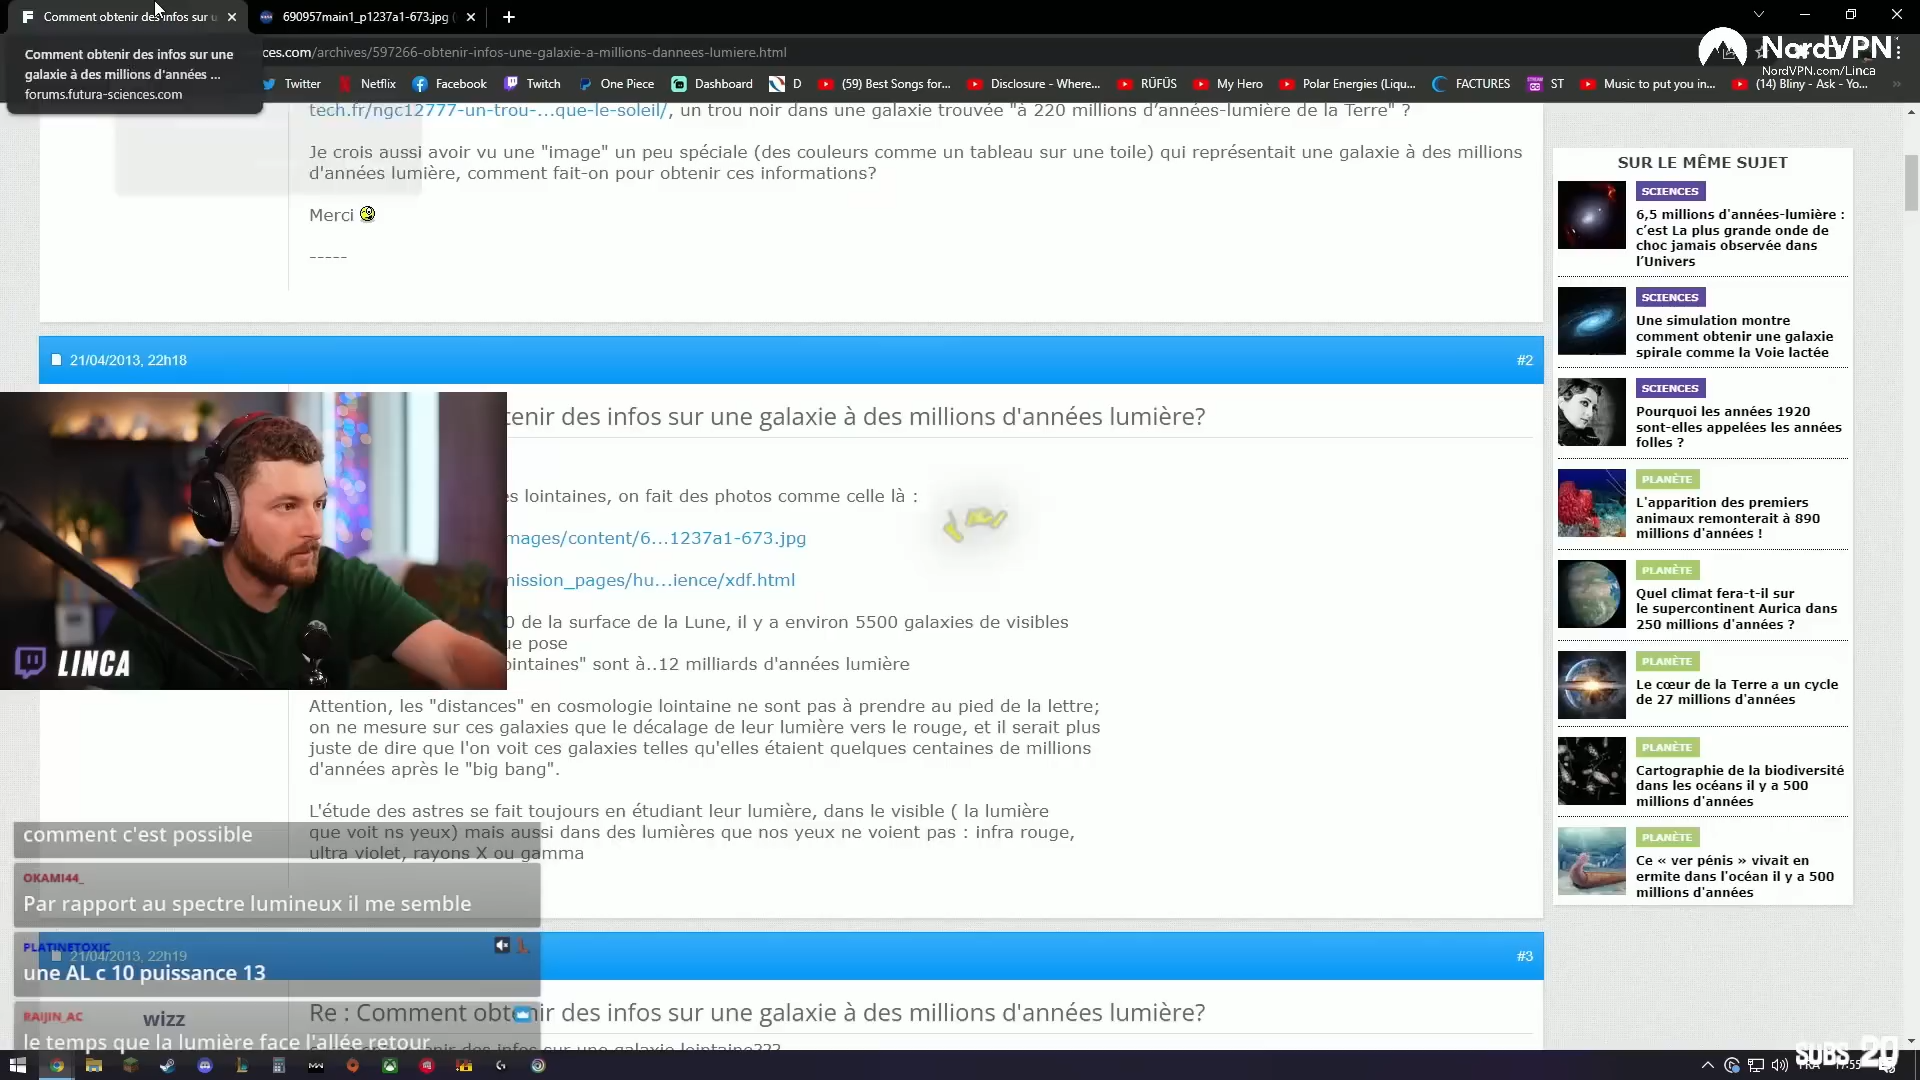 Comment obtenir des infos sur u
690957main1_p1237a1-673.jpg (
Comment obtenir des infos sur une
galaxie à des millions d'années ...
forums.futura-sciences.com
ces.com/archives/597266-obtenir-infos-une-galaxie-a-millions-dannees-lumiere.html
NordVPN
NordVPN.com/Linca
Twitter
Netflix
Facebook
Twitch
One Piece
Dashboard
D
(59) Best Songs for...
Disclosure - Where...
RÜFÜS
My Hero
Polar Energies (Liqu...
FACTURES
ST
Music to put you in...
(14) Bliny - Ask - Yo...
tech.fr/ngc12777-un-trou-...que-le-soleil/, un trou noir dans une galaxie trouvée "à 220 millions d’années-lumière de la Terre" ?
Je crois aussi avoir vu une "image" un peu spéciale (des couleurs comme un tableau sur une toile) qui représentait une galaxie à des millions
d'années lumière, comment fait-on pour obtenir ces informations?
Merci
-----
21/04/2013, 22h18
#2
tenir des infos sur une galaxie à des millions d'années lumière?
es lointaines, on fait des photos comme celle là :
mages/content/6...1237a1-673.jpg
mission_pages/hu...ience/xdf.html
0 de la surface de la Lune, il y a environ 5500 galaxies de visibles
ue pose
ointaines" sont à..12 milliards d'années lumière
Attention, les "distances" en cosmologie lointaine ne sont pas à prendre au pied de la lettre;
on ne mesure sur ces galaxies que le décalage de leur lumière vers le rouge, et il serait plus
juste de dire que l'on voit ces galaxies telles qu'elles étaient quelques centaines de millions
d'années après le "big bang".
L'étude des astres se fait toujours en étudiant leur lumière, dans le visible ( la lumière
que voit ns yeux) mais aussi dans des lumières que nos yeux ne voient pas : infra rouge,
ultra violet, rayons X ou gamma
21/04/2013, 22h19
#3
Re : Comment obtenir des infos sur une galaxie à des millions d'années lumière?
LINCA
comment c'est possible
OKAMI44_
Par rapport au spectre lumineux il me semble
PLATINETOXIC
une AL c 10 puissance 13
RAIJIN_AC
wizz
le temps que la lumière face l'allée retour
SUR LE MÊME SUJET
SCIENCES
6,5 millions d'années-lumière :
c’est La plus grande onde de
choc jamais observée dans
l’Univers
SCIENCES
Une simulation montre
comment obtenir une galaxie
spirale comme la Voie lactée
SCIENCES
Pourquoi les années 1920
sont-elles appelées les années
folles ?
PLANÈTE
L'apparition des premiers
animaux remonterait à 890
millions d'années !
PLANÈTE
Quel climat fera-t-il sur
le supercontinent Aurica dans
250 millions d'années ?
PLANÈTE
Le cœur de la Terre a un cycle
de 27 millions d'années
PLANÈTE
Cartographie de la biodiversité
dans les océans il y a 500
millions d'années
PLANÈTE
Ce « ver pénis » vivait en
ermite dans l'océan il y a 500
millions d'années
SUBS 20
FRA
17:55